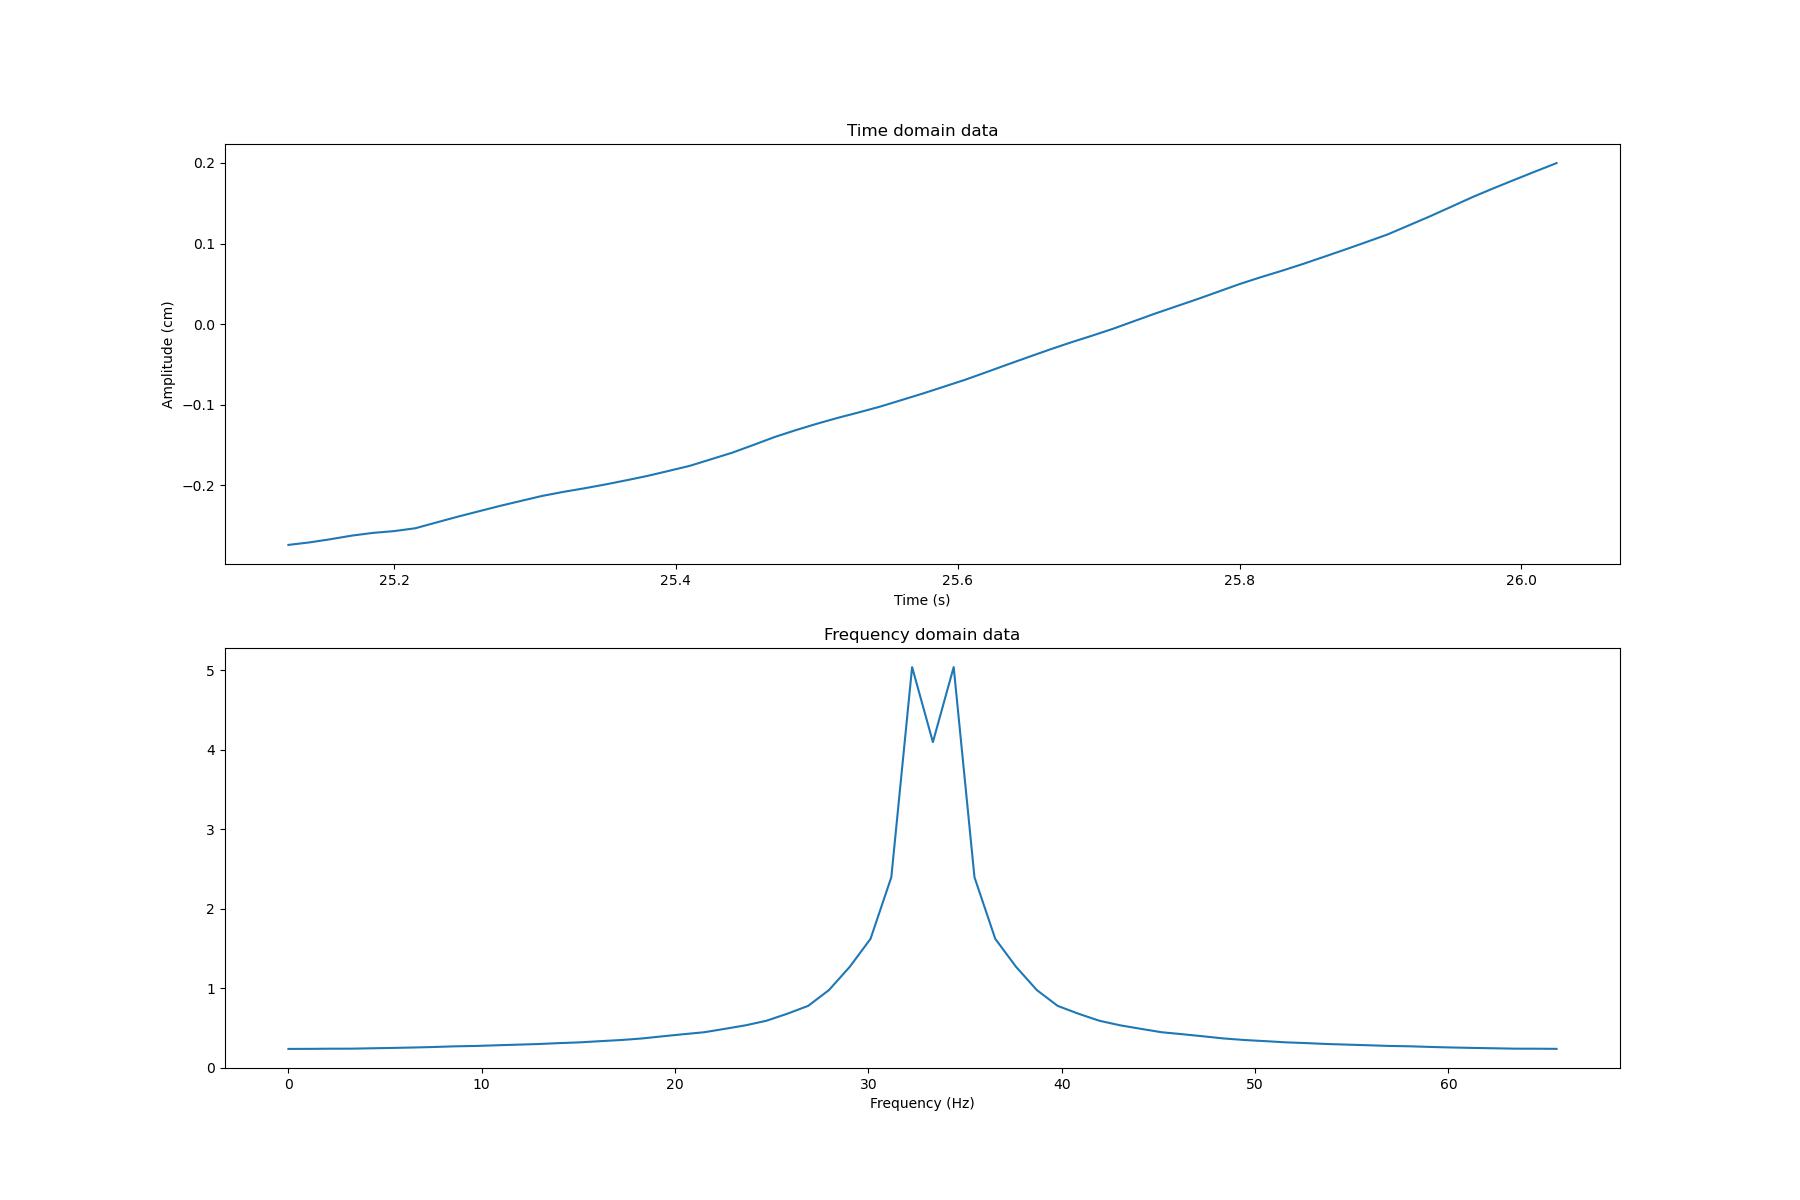 Time domain data
0.2
0.1
0.0
−0.1
−0.2
Amplitude (cm)
25.2 25.4 25.6 25.8 26.0
Time (s)
Frequency domain data
5
4
3
2
1
0
0 10 20 30 40 50 60
Frequency (Hz)